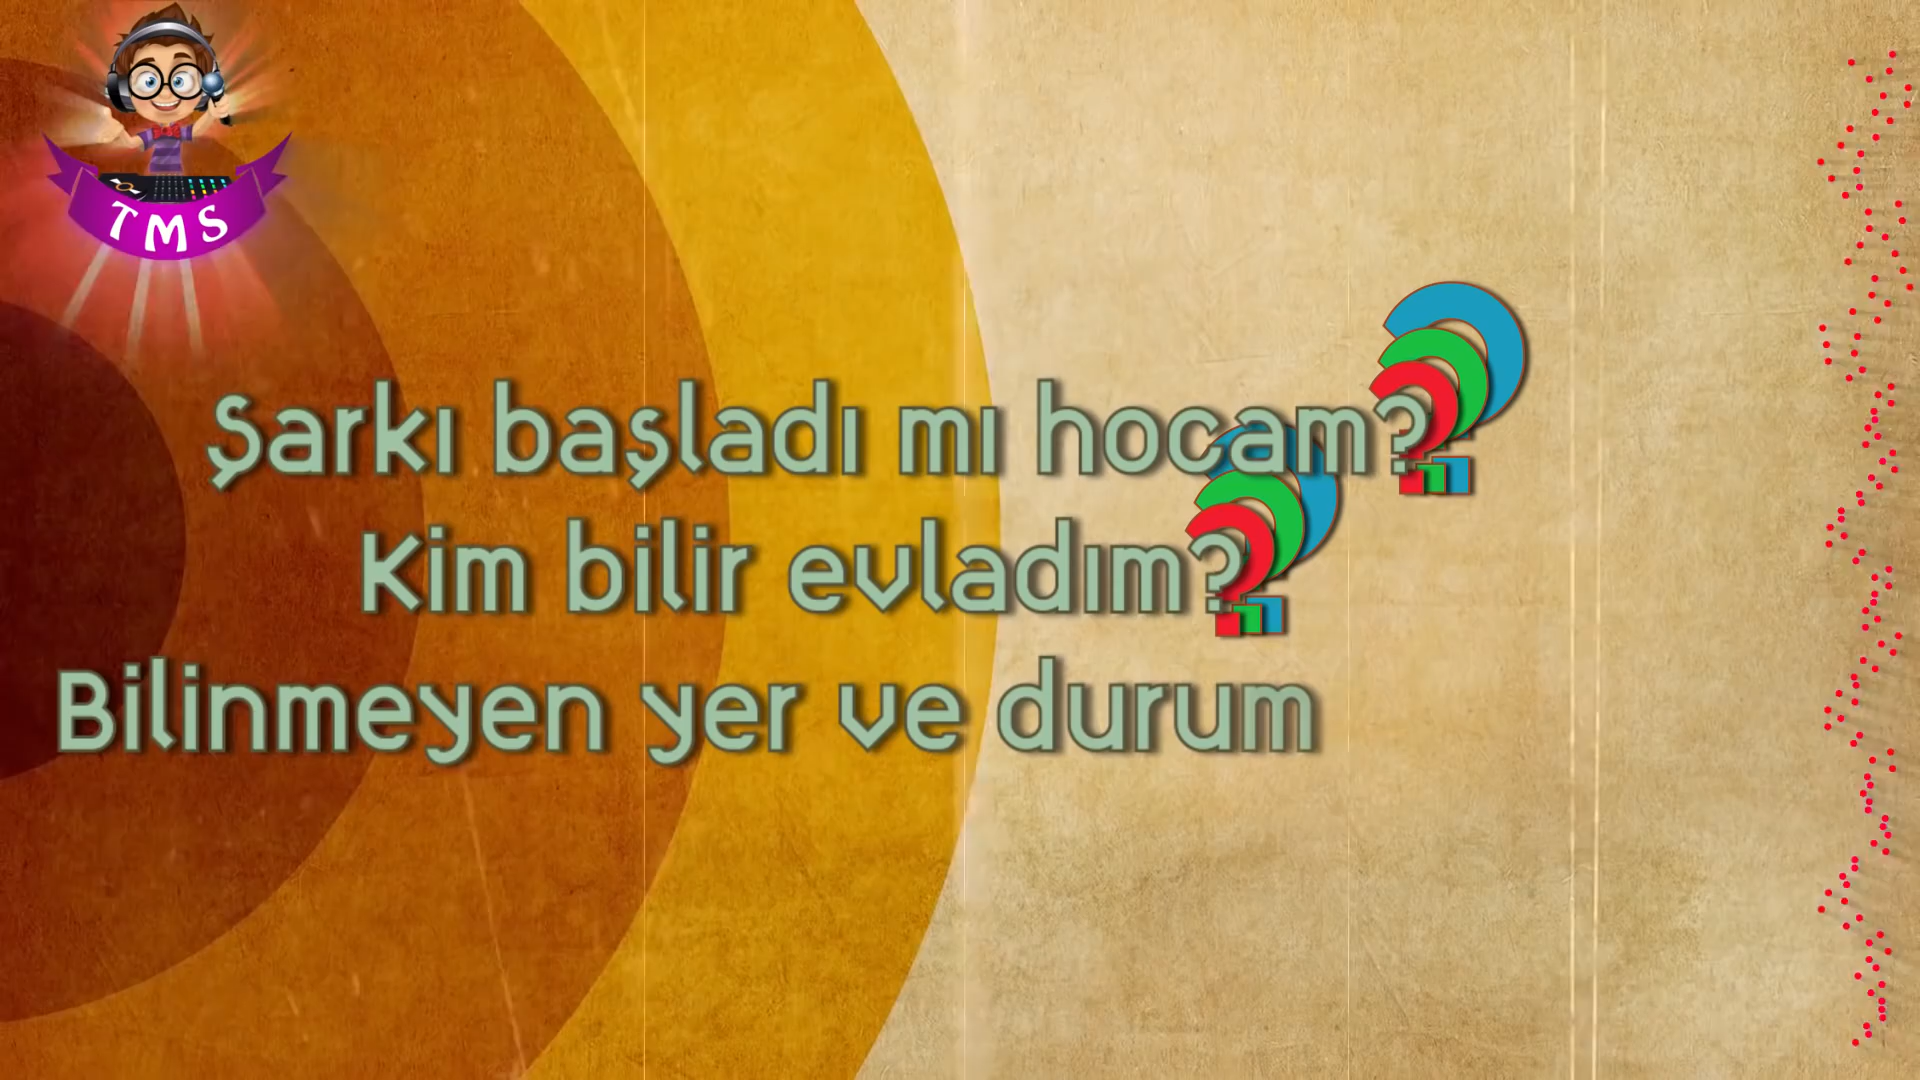 TMS
Şarkı başladı mı hocam?
Kim bilir evladım?
Bilinmeyen yer ve durum